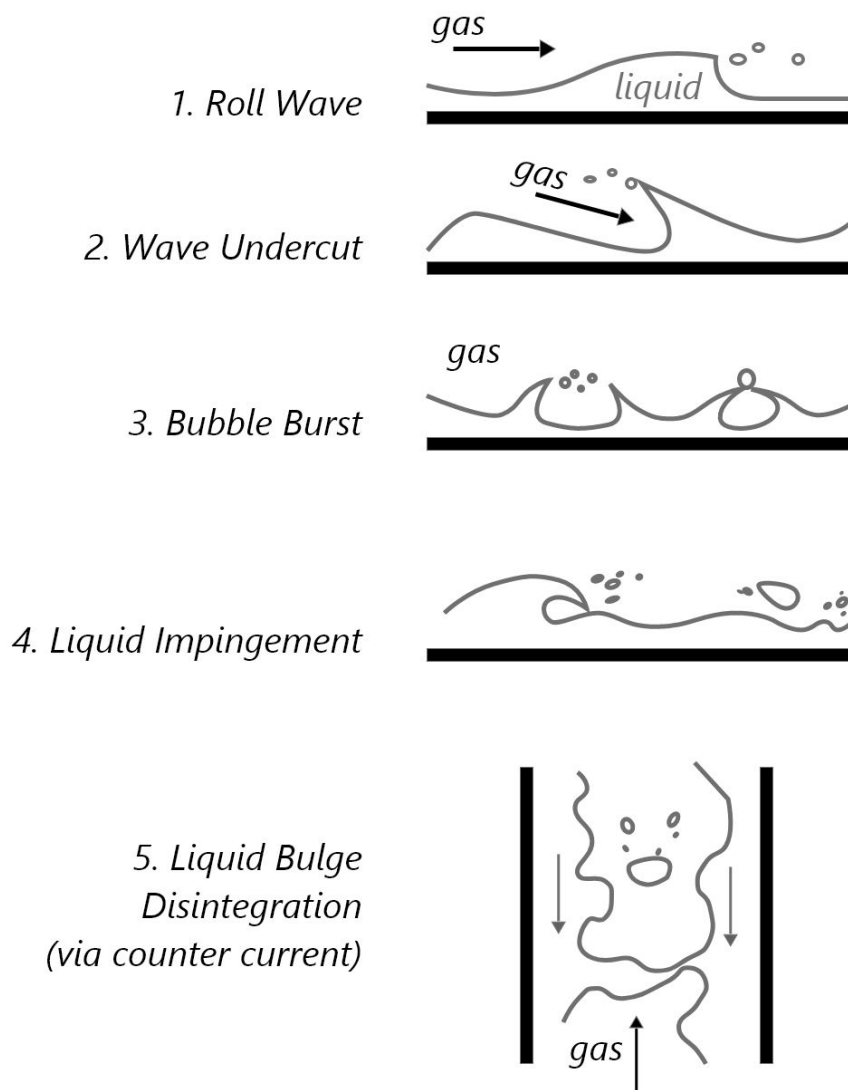 gas
1. Roll Wave
liquid
gas
2. Wave Undercut
gas
3. Bubble Burst
4. Liquid Impingement
5. Liquid Bulge
Disintegration
(via counter current)
gas